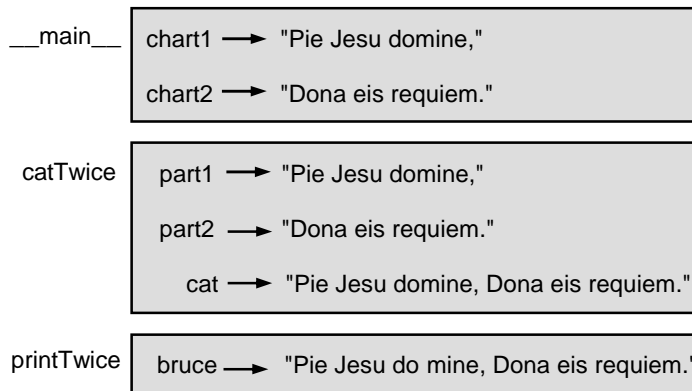 __main__ chart1 "Pie Jesu domine,"
chart2 "Dona eis requiem."
catTwice part1 "Pie Jesu domine,"
part2 "Dona eis requiem."
cat "Pie Jesu domine, Dona eis requiem."
printTwice bruce "Pie Jesu do mine, Dona eis requiem."